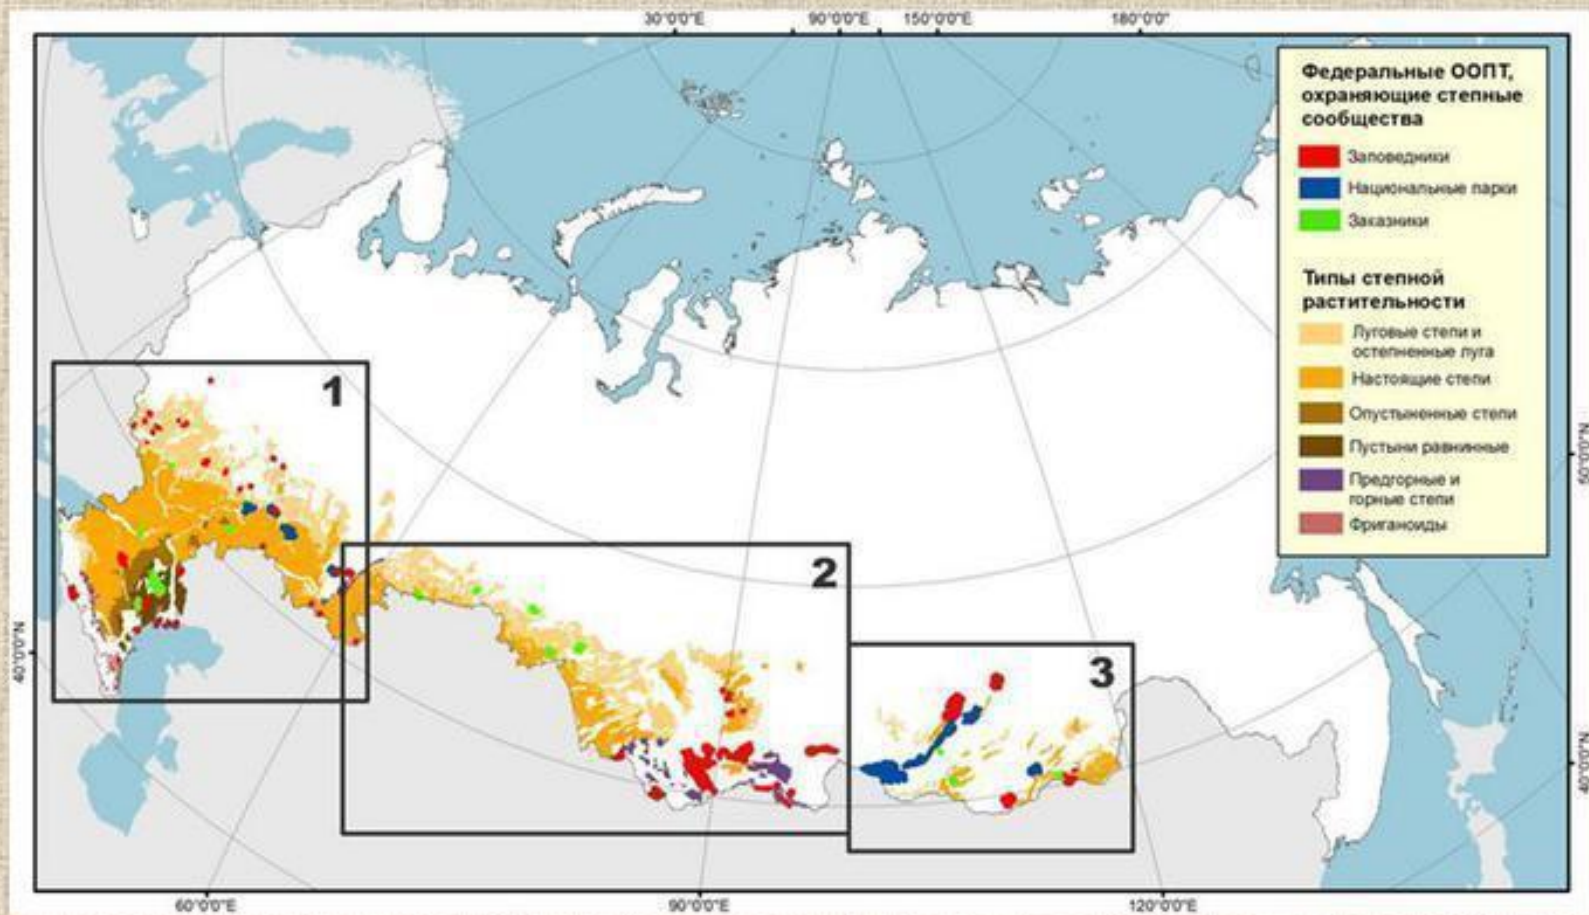 30°0'0"E 90°0'0"E 150°0'0"E 180°0'0"
Федеральные ООПТ,
охраняющие степные
сообщества
Заповедники
Национальные парки
Заказники
Типы степной
растительности
Луговые степи и
остепненные луга
Настоящие степи
Опустыненные степи
Пустыни равнинные
Предгорные и
горные степи
Фриганоиды
1
2
3
40°0'0"N
50°0'0"N
40°0'0"N
60°0'0"E 90°0'0"E 120°0'0"E